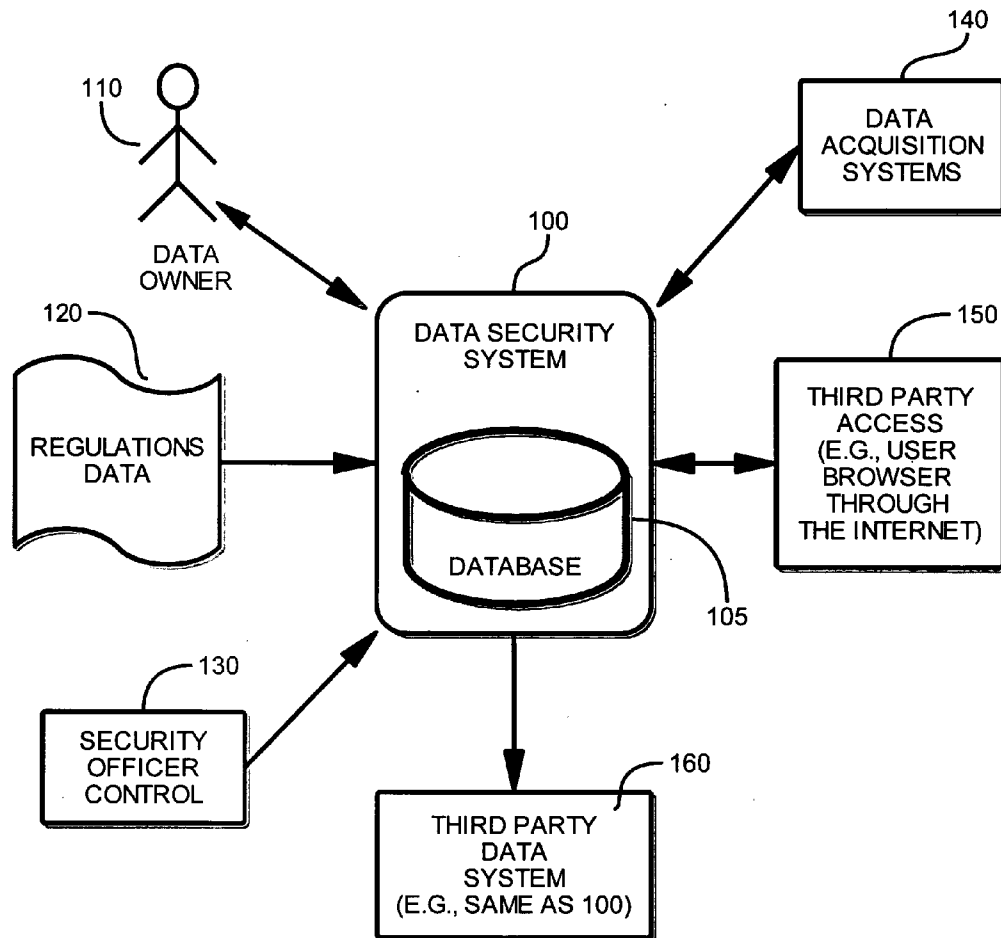 110
DATA
OWNER
140
DATA
ACQUISITION
SYSTEMS
100
DATA SECURITY
SYSTEM
DATABASE
105
120
REGULATIONS
DATA
150
THIRD PARTY
ACCESS
(E.G., USER
BROWSER
THROUGH
THE INTERNET)
130
SECURITY
OFFICER
CONTROL
160
THIRD PARTY
DATA
SYSTEM
(E.G., SAME AS 100)